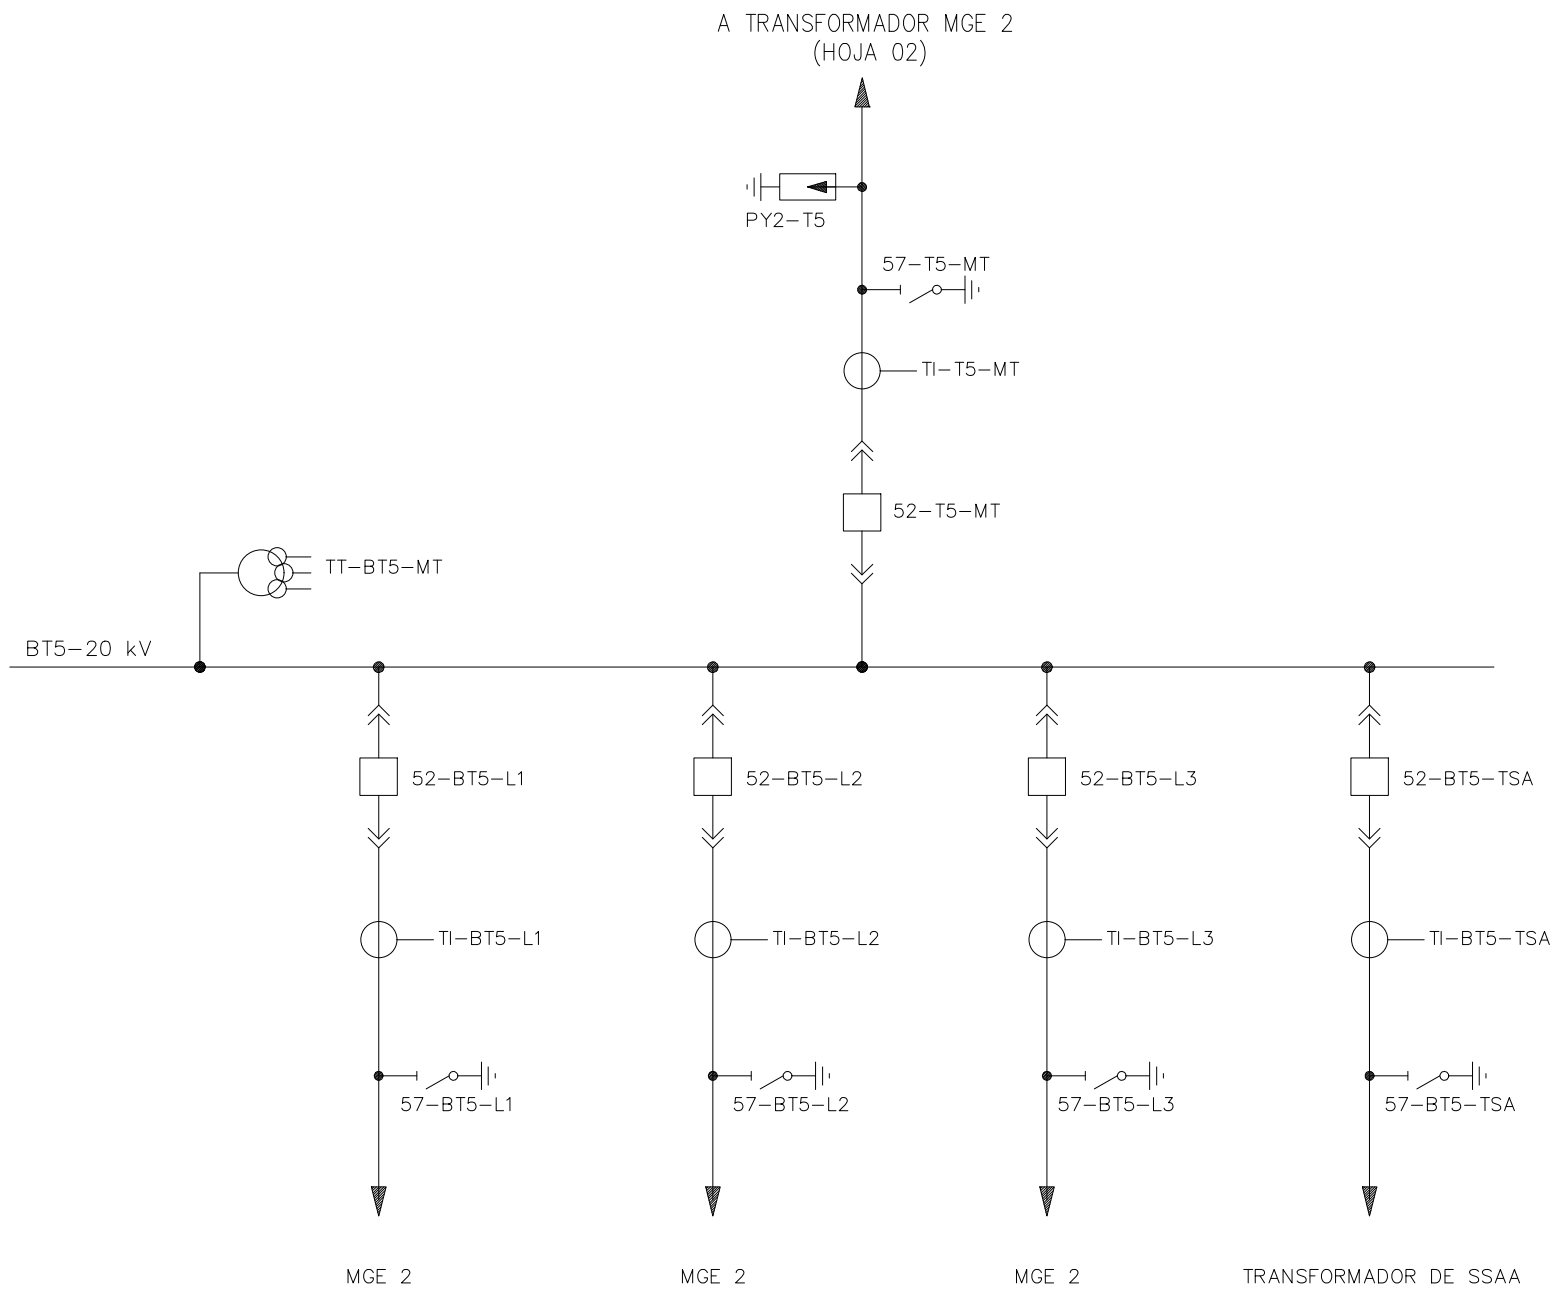 A TRANSFORMADOR MGE 2
(HOJA 02)
PY2-T5
57-T5-MT
TI-T5-MT
52-T5-MT
TT-BT5-MT
BT5-20 kV
52-BT5-L1
52-BT5-L2
52-BT5-L3
52-BT5-TSA
TI-BT5-L1
TI-BT5-L2
TI-BT5-L3
TI-BT5-TSA
57-BT5-L1
57-BT5-L2
57-BT5-L3
57-BT5-TSA
MGE 2
MGE 2
MGE 2
TRANSFORMADOR DE SSAA